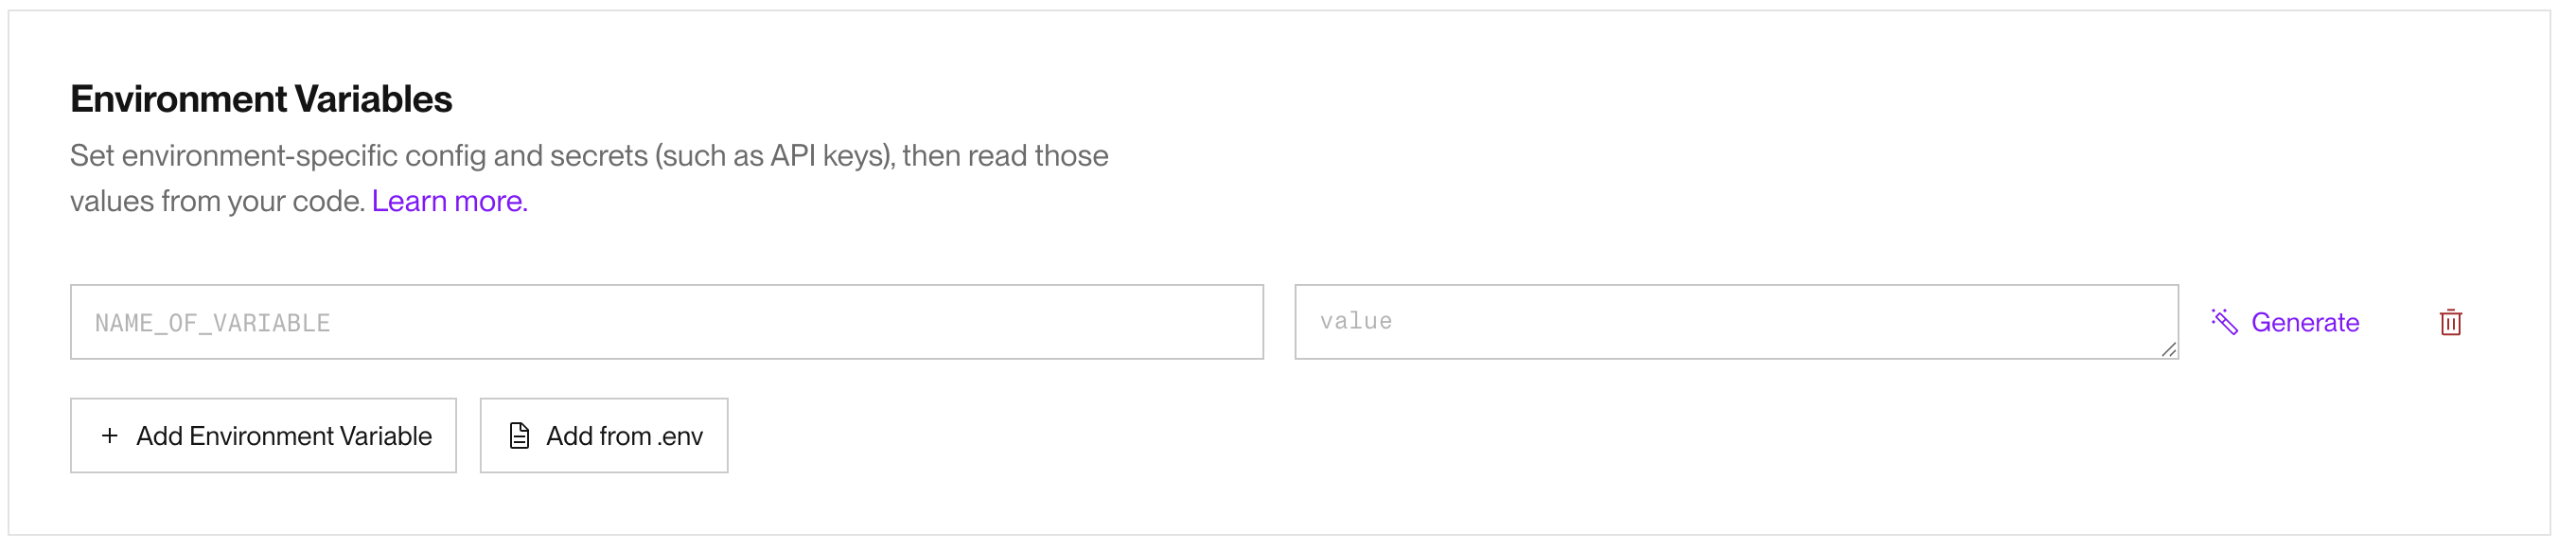 Environment Variables
Set environment-specific config and secrets (such as API keys), then read those
values from your code. Learn more.
NAME_OF_VARIABLE
value
Generate
+ Add Environment Variable
Add from .env